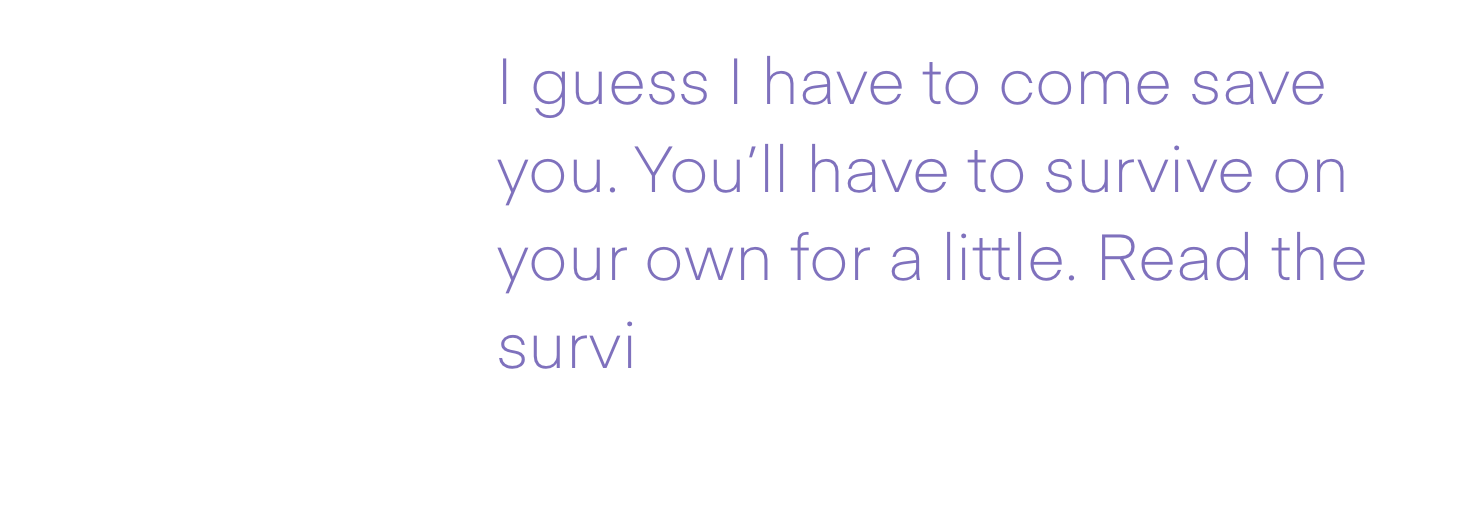 I guess I have to come save
you. You’ll have to survive on
your own for a little. Read the
survi